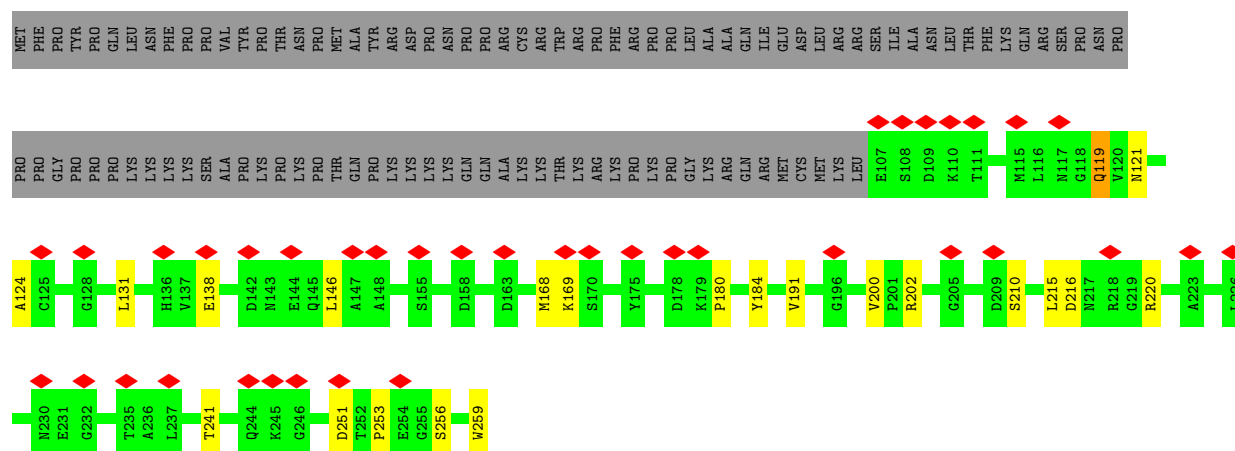 MET PHE PRO TYR PRO GLN LEU ASN PHE PRO PRO VAL TYR PRO THR ASN PRO MET ALA TYR ARG ASP PRO ASN PRO PRO ARG CYS ARG TRP ARG PRO PHE ARG PRO PRO LEU ALA ALA GLN ILE GLU ASP LEU ARG ARG SER ILE ALA ASN LEU THR PHE LYS GLN ARG SER PRO ASN PRO
PRO PRO GLY PRO PRO PRO LYS LYS LYS LYS SER ALA PRO LYS PRO LYS PRO THR GLN PRO LYS LYS LYS LYS GLN GLN ALA LYS LYS THR LYS ARG LYS PRO LYS PRO GLY LYS ARG GLN ARG MET CYS MET LYS LEU E107 S108 D109 K110 T111 M115 L116 N117 G118 Q119 V120 N121
A124 C125 G128 L131 H136 V137 E138 D142 N143 E144 Q145 L146 A147 A148 S155 D158 D163 M168 K169 S170 Y175 D178 K179 P180 Y184 V191 G196 V200 P201 R202 G205 D209 S210 L215 D216 N217 R218 G219 R220 A223
N230 E231 G232 T235 A236 L237 T241 Q244 K245 G246 D251 T252 P253 E254 G255 S256 W259